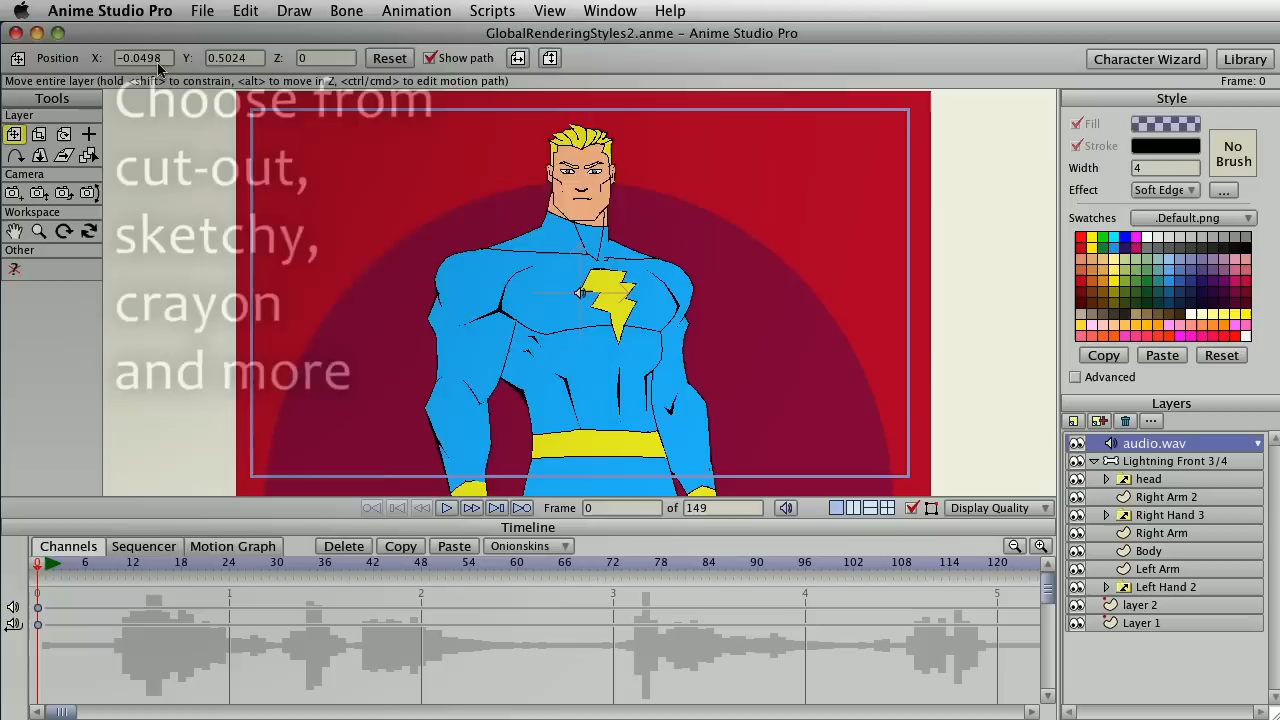 Anime Studio Pro File Edit Draw Bone Animation Scripts View Window Help
GlobalRenderingStyles2.anme – Anime Studio Pro
Position X: -0.0498 Y: 0.5024 Z: 0 Reset Show path Character Wizard Library
Move entire layer (hold <shift> to constrain, <alt> to move in Z, <ctrl/cmd> to edit motion path) Frame: 0
Tools
Layer
Camera
Workspace
Other
Choose from
cut-out,
sketchy,
crayon
and more
Style
Fill
Stroke
No
Brush
Width 4
Effect Soft Edge ...
Swatches .Default.png
Copy Paste Reset
Advanced
Layers
audio.wav
Lightning Front 3/4
head
Right Arm 2
Right Hand 3
Right Arm
Body
Left Arm
Left Hand 2
layer 2
Layer 1
Frame 0 of 149 Display Quality
Timeline
Channels Sequencer Motion Graph Delete Copy Paste Onionskins
0 6 12 18 24 30 36 42 48 54 60 66 72 78 84 90 96 102 108 114 120
0 1 2 3 4 5